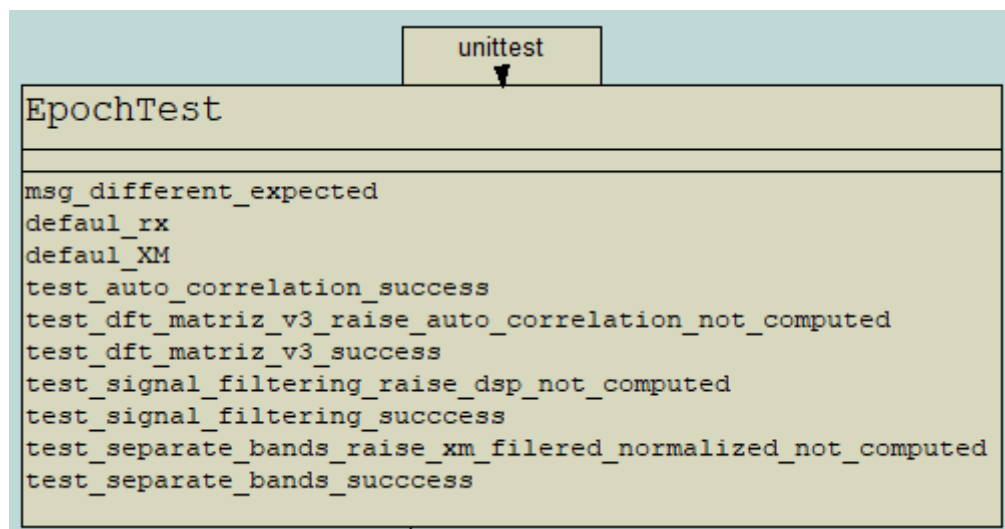 unittest
EpochTest
msg_different_expected
defaul_rx
defaul_XM
test_auto_correlation_success
test_dft_matriz_v3_raise_auto_correlation_not_computed
test_dft_matriz_v3_success
test_signal_filtering_raise_dsp_not_computed
test_signal_filtering_succcess
test_separate_bands_raise_xm_filered_normalized_not_computed
test_separate_bands_succcess